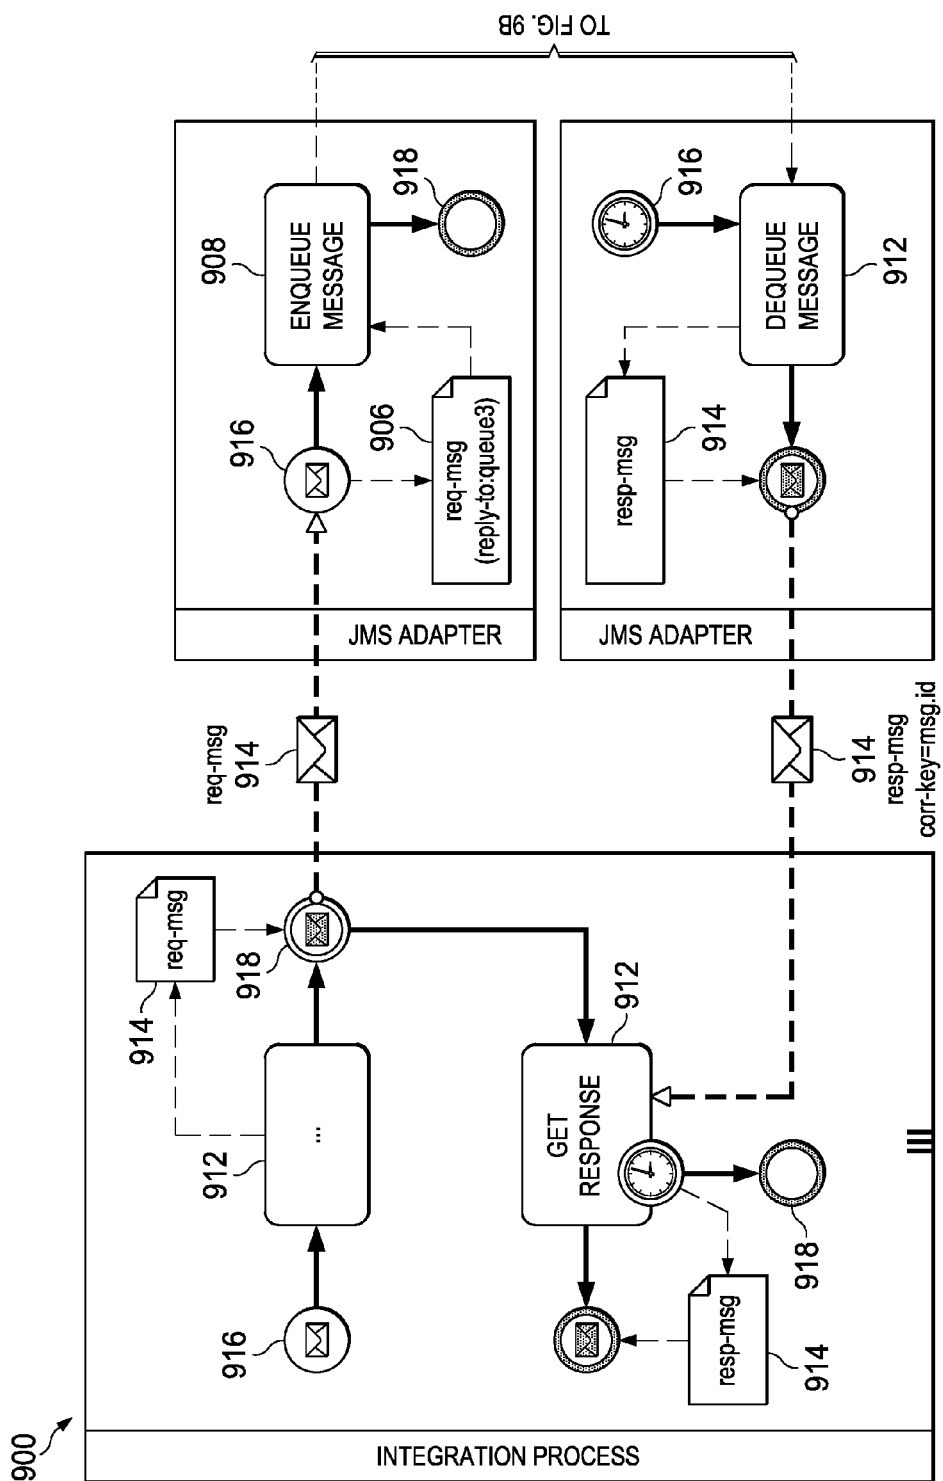 900
INTEGRATION PROCESS
916
912
...
914
req-msg
918
GET
RESPONSE
912
918
resp-msg
914
req-msg
914
914
resp-msg
corr-key=msg.id
JMS ADAPTER
916
req-msg
(reply-to:queue3)
906
908
ENQUEUE
MESSAGE
918
JMS ADAPTER
resp-msg
914
916
DEQUEUE
MESSAGE
912
TO FIG. 9B